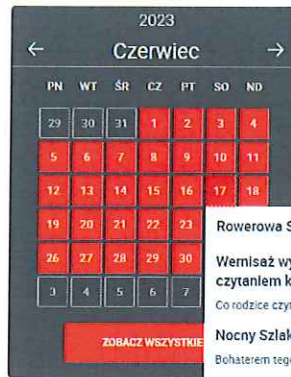 2023
Czerwiec
PN WT ŚR CZ PT SO ND
29 30 31 1 2 3 4
5 6 7 8 9 10 11
12 13 14 15 16 17 18
19 20 21 22 23
26 27 28 29 30
3 4 5 6 7
ZOBACZ WSZYSTKIE
Rowerowa S
Wernisaż wy
czytaniem k
Co rodzice czyn
Nocny Szlak
Bohaterem tego